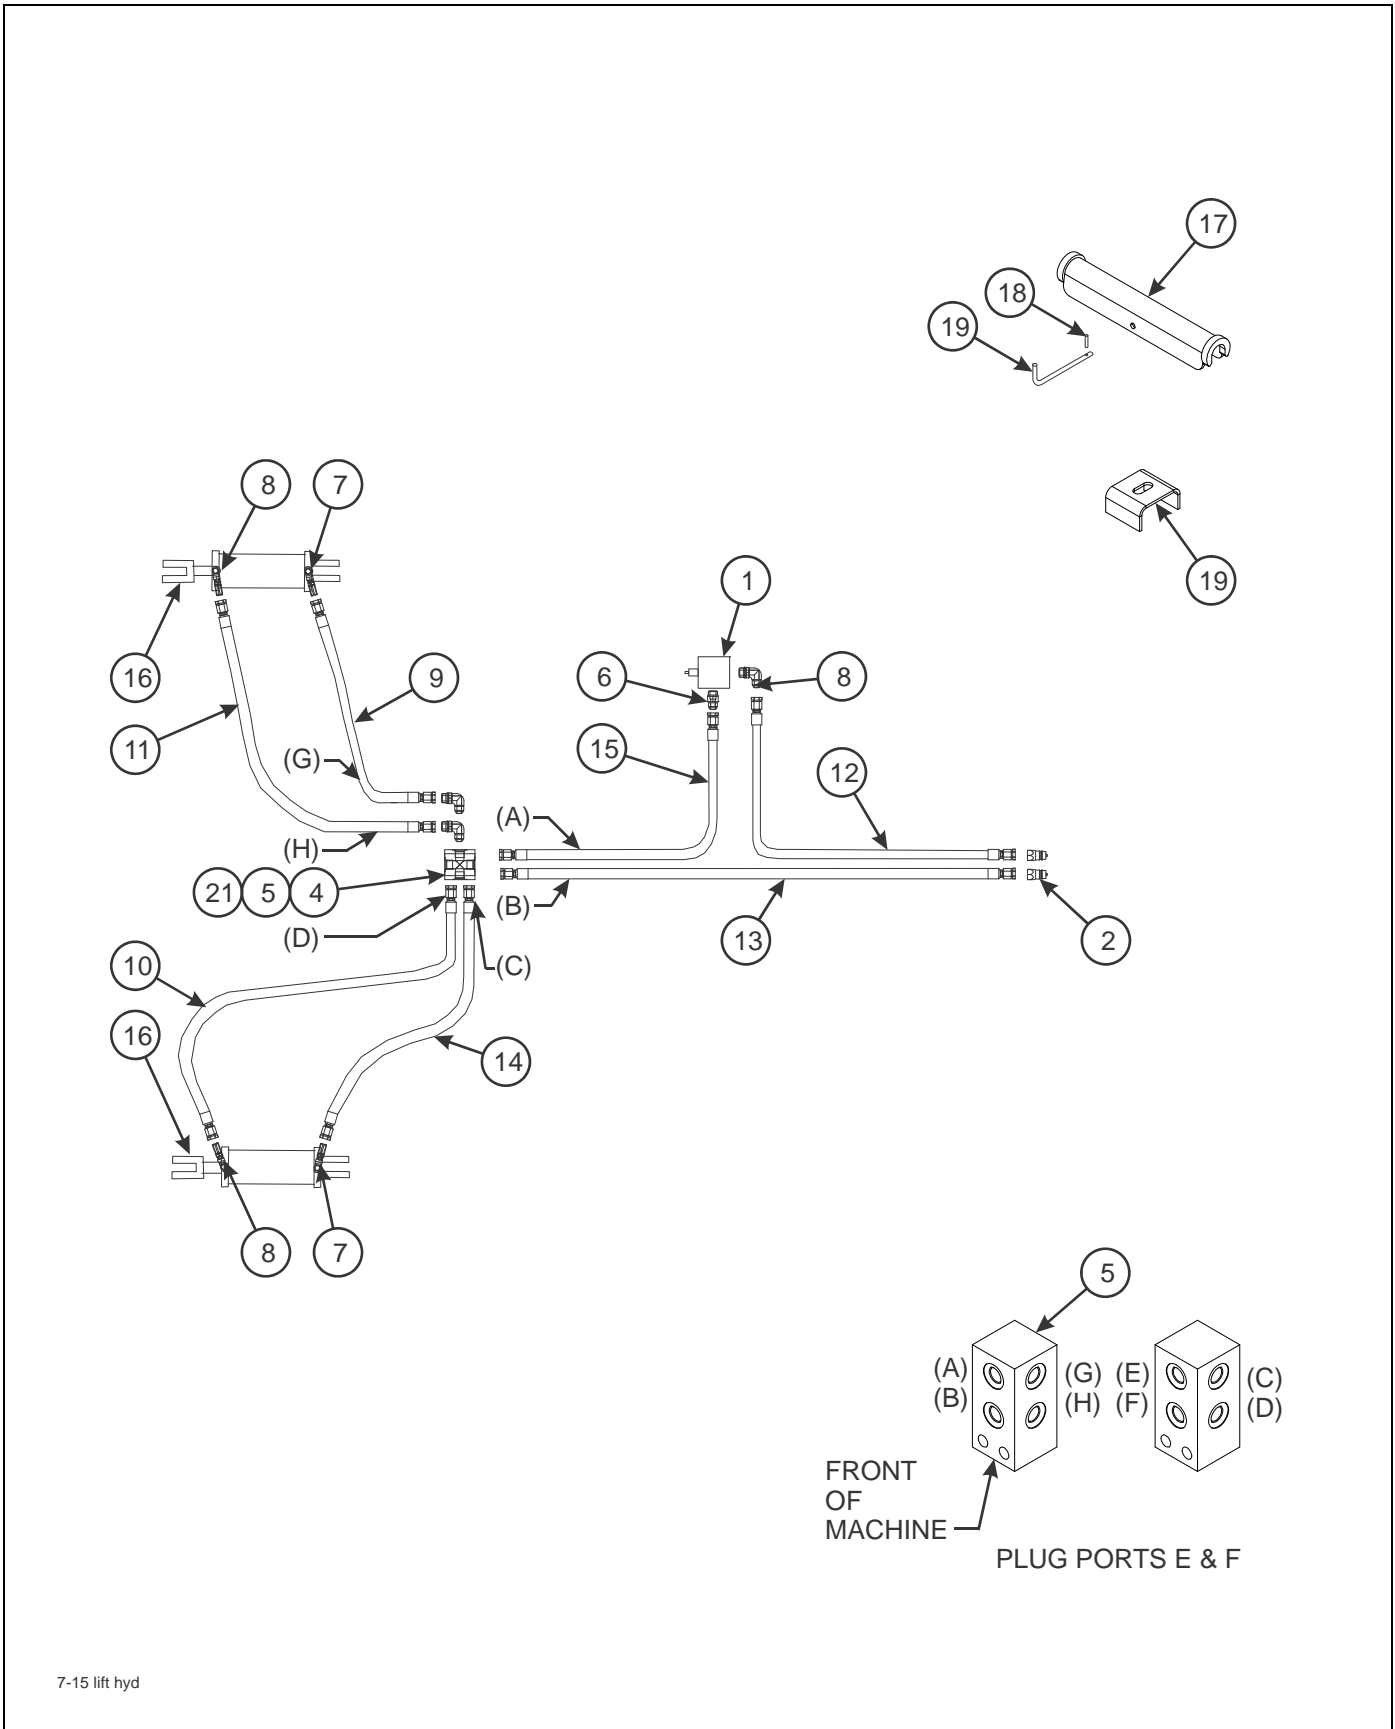 17
18
19
8
7
19
1
16
6
8
9
11
15
12
(G)
(A)
(H)
21 5 4
(B)
(D)
13
2
10
(C)
16
14
8
7
5
(A)
(G)
(E)
(C)
(B)
(H)
(F)
(D)
FRONT
OF
MACHINE
PLUG PORTS E & F
7-15 lift hyd